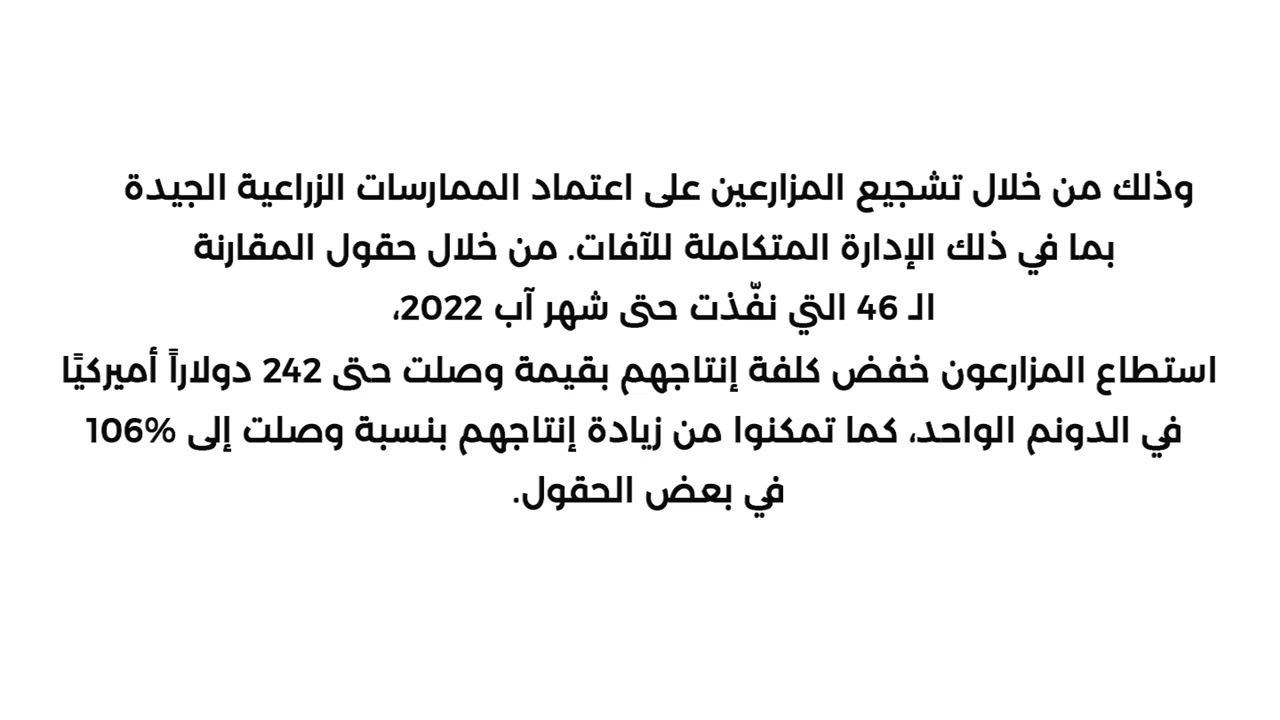 وذلك من خلال تشجيع المزارعين على اعتماد الممارسات الزراعية الجيدة
بما في ذلك الإدارة المتكاملة للآفات. من خلال حقول المقارنة
الـ 46 التي نفّذت حتى شهر آب 2022،
استطاع المزارعون خفض كلفة إنتاجهم بقيمة وصلت حتى 242 دولاراً أميركيًا
في الدونم الواحد، كما تمكنوا من زيادة إنتاجهم بنسبة وصلت إلى %106
في بعض الحقول.